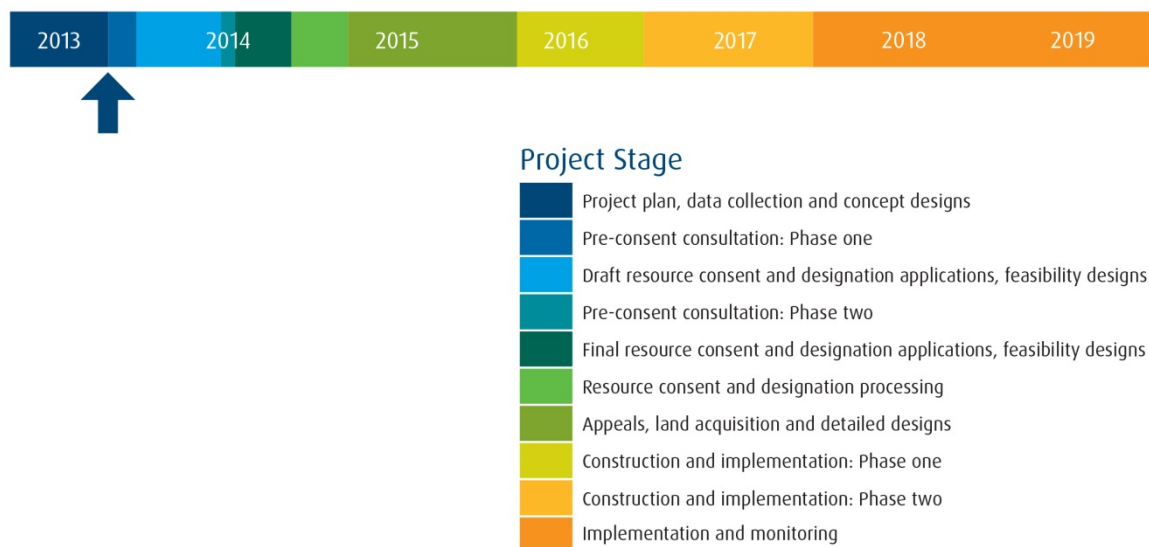 2013 2014 2015 2016 2017 2018 2019
Project Stage
Project plan, data collection and concept designs
Pre-consent consultation: Phase one
Draft resource consent and designation applications, feasibility designs
Pre-consent consultation: Phase two
Final resource consent and designation applications, feasibility designs
Resource consent and designation processing
Appeals, land acquisition and detailed designs
Construction and implementation: Phase one
Construction and implementation: Phase two
Implementation and monitoring